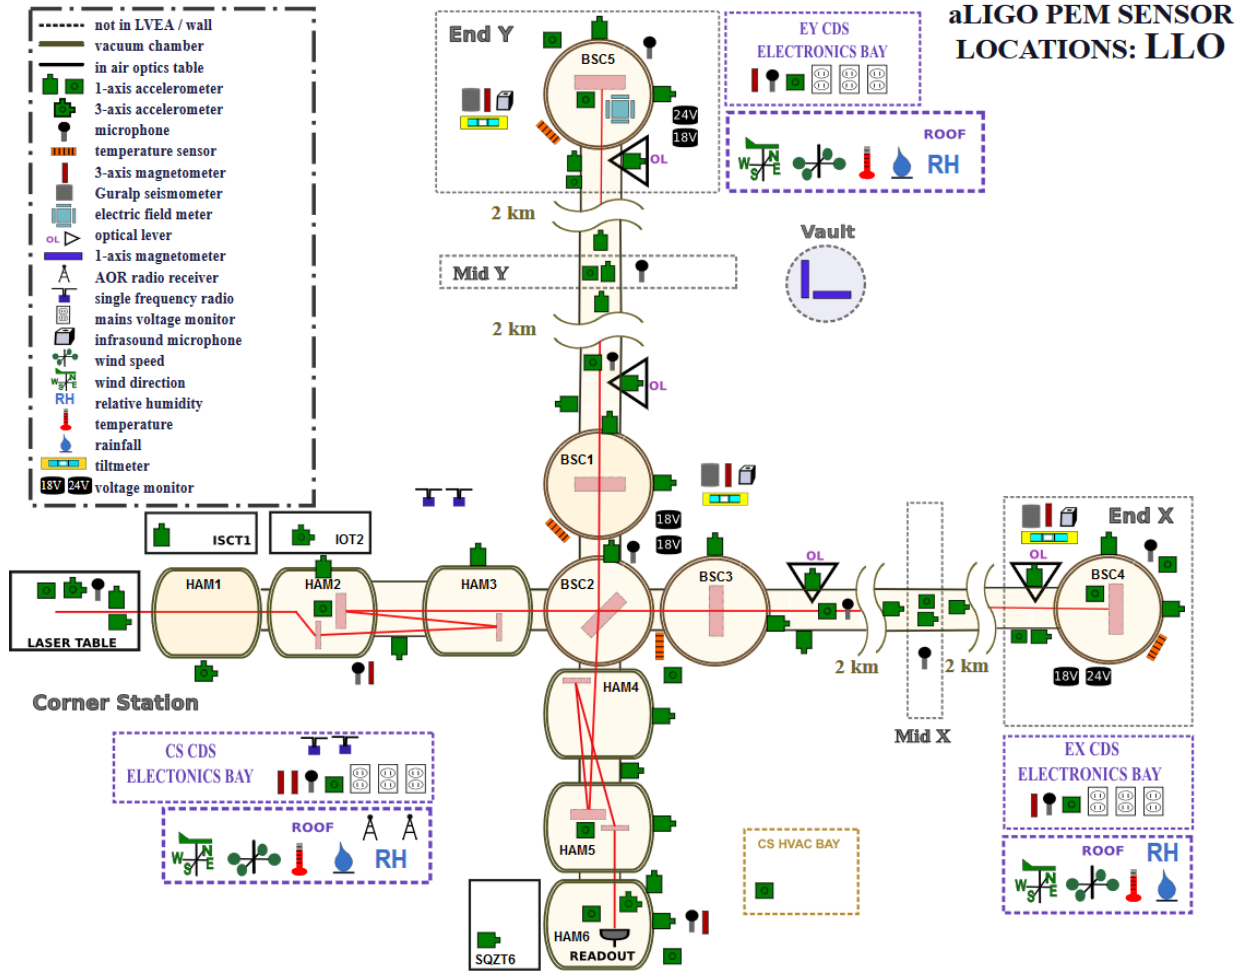 aLIGO PEM SENSOR
LOCATIONS: LLO
not in LVEA / wall
vacuum chamber
in air optics table
1-axis accelerometer
3-axis accelerometer
microphone
temperature sensor
3-axis magnetometer
Guralp seismometer
electric field meter
OL optical lever
1-axis magnetometer
AOR radio receiver
single frequency radio
mains voltage monitor
infrasound microphone
wind speed
W N S E wind direction
RH relative humidity
temperature
rainfall
tiltmeter
18V 24V voltage monitor
End Y
BSC5
24V
18V
OL
EY CDS
ELECTRONICS BAY
ROOF
W N S E
RH
2 km
Mid Y
2 km
Vault
OL
BSC1
18V
18V
ISCT1
IOT2
LASER TABLE
HAM1
HAM2
HAM3
BSC2
BSC3
OL
2 km
Mid X
2 km
End X
OL
BSC4
18V 24V
Corner Station
HAM4
HAM5
HAM6
READOUT
SQZT6
CS CDS
ELECTONICS BAY
ROOF
W N S E
RH
CS HVAC BAY
EX CDS
ELECTRONICS BAY
ROOF
W N S E
RH